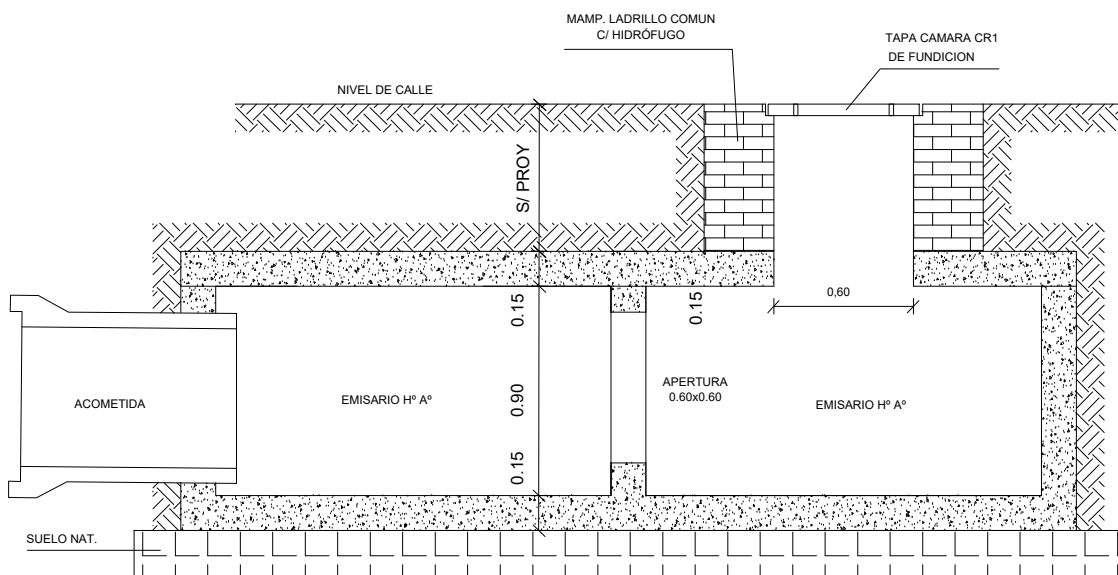 MAMP. LADRILLO COMUN
C/ HIDRÓFUGO
TAPA CAMARA CR1
DE FUNDICION
NIVEL DE CALLE
S/ PROY
0.15
0.15
0,60
ACOMETIDA
EMISARIO Hº Aº
0.90
APERTURA
0.60x0.60
EMISARIO Hº Aº
0.15
SUELO NAT.